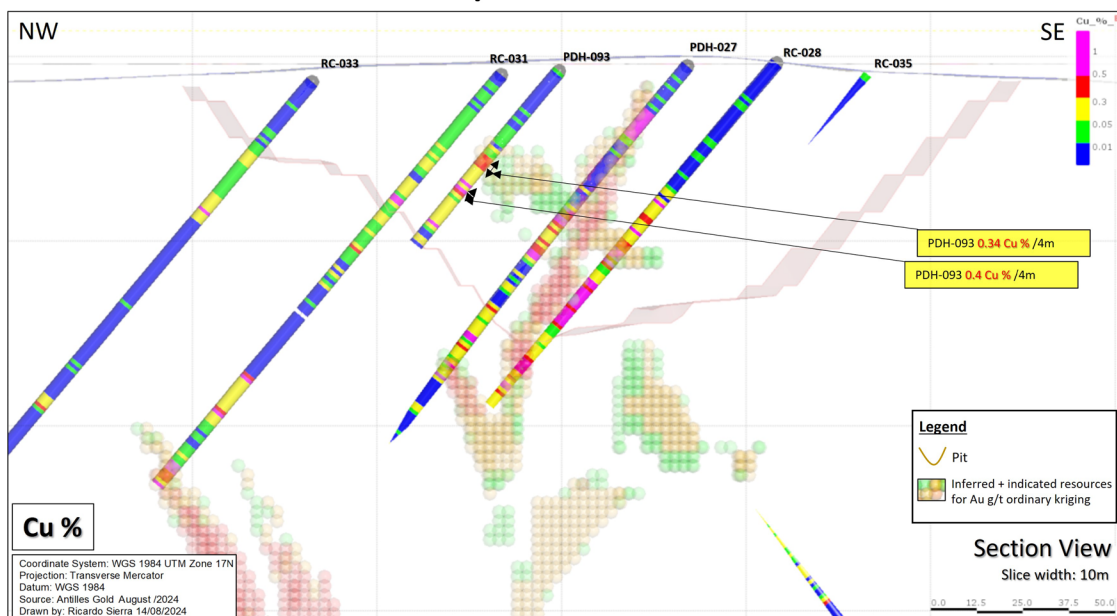 NW
SE
RC-033
RC-031
PDH-093
PDH-027
RC-028
RC-035
1
0.5
0.3
0.05
0.01
PDH-093 0.34 Cu % /4m
PDH-093 0.4 Cu % /4m
Legend
Pit
Inferred + indicated resources
for Au g/t ordinary kriging
Cu %
Coordinate System: WGS 1984 UTM Zone 17N
Projection: Transverse Mercator
Datum: WGS 1984
Source: Antilles Gold August /2024
Drawn by: Ricardo Sierra 14/08/2024
Section View
Slice width: 10m
0.0 12.5 25.0 37.5 50.0